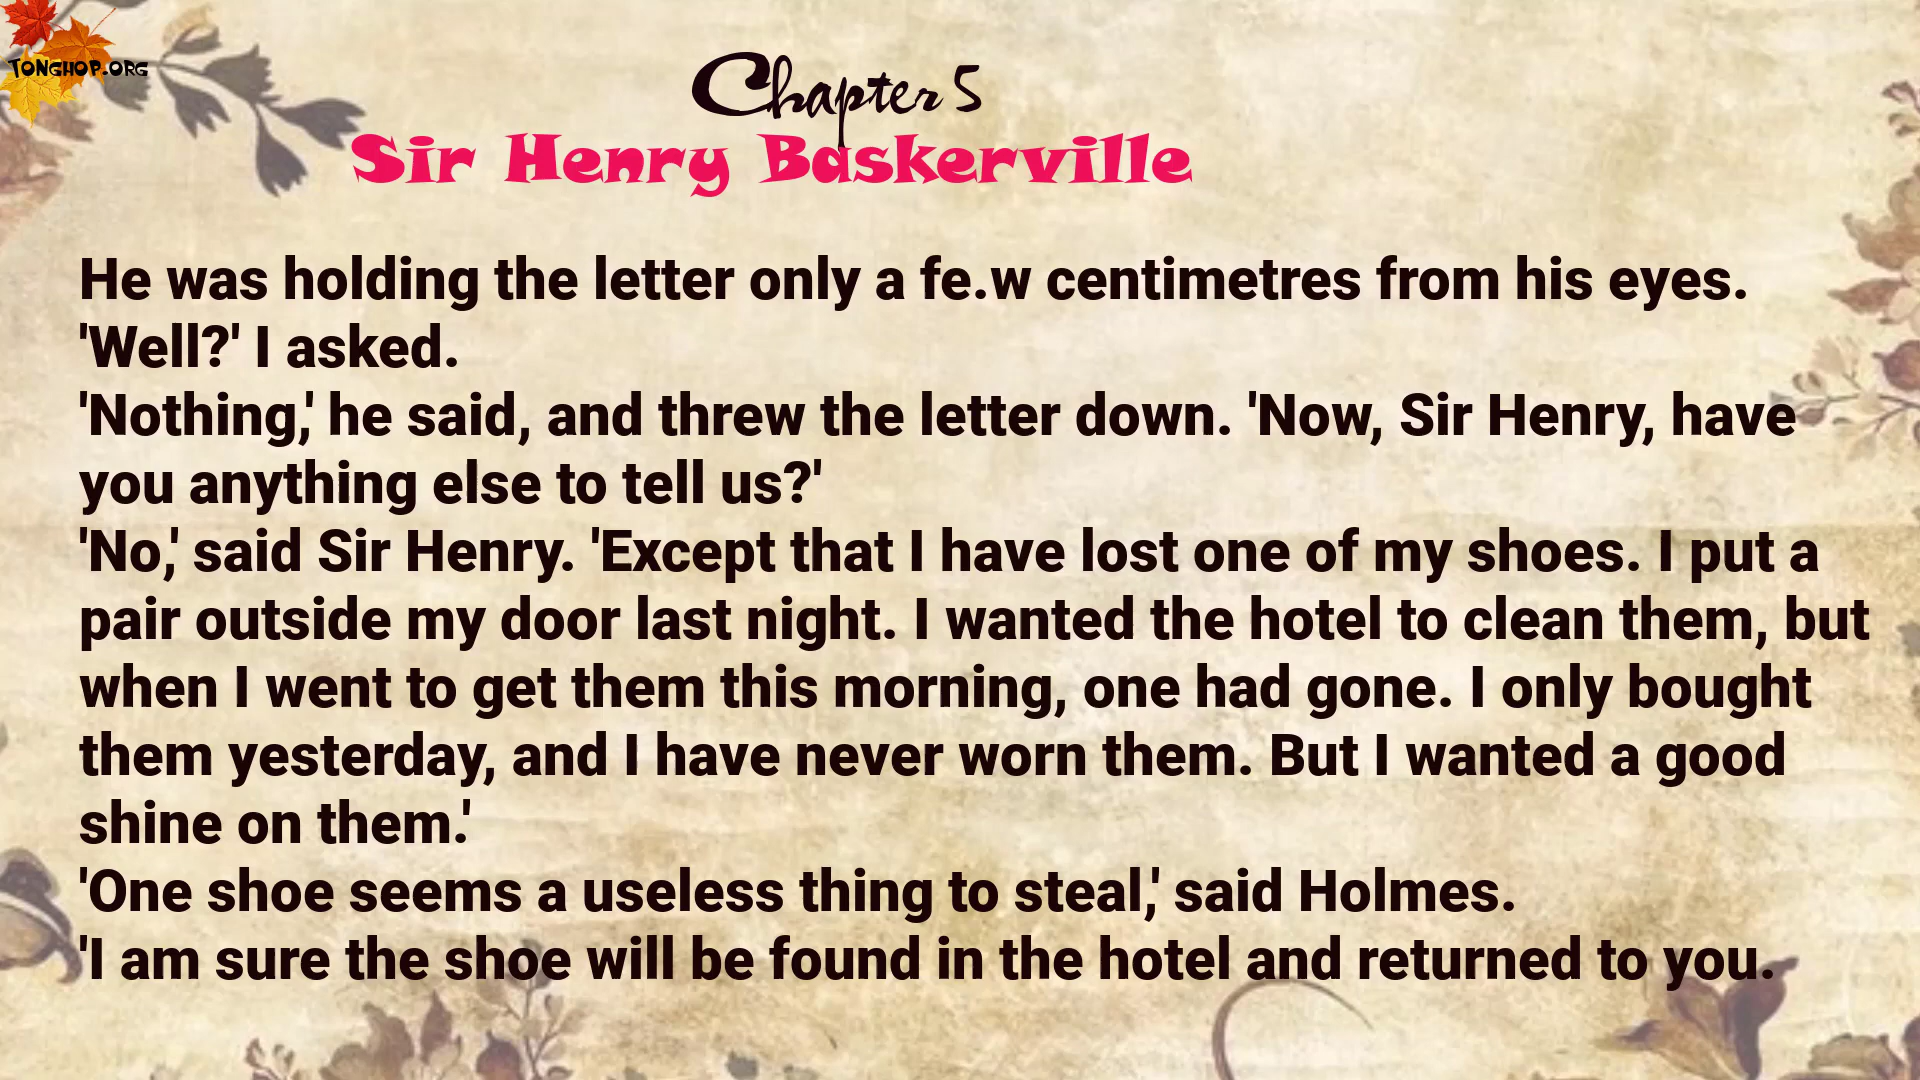 TONGHOP.ORG
Chapter 5
Sir Henry Baskerville
He was holding the letter only a fe.w centimetres from his eyes.
'Well?' I asked.
'Nothing,' he said, and threw the letter down. 'Now, Sir Henry, have
you anything else to tell us?'
'No,' said Sir Henry. 'Except that I have lost one of my shoes. I put a
pair outside my door last night. I wanted the hotel to clean them, but
when I went to get them this morning, one had gone. I only bought
them yesterday, and I have never worn them. But I wanted a good
shine on them.'
'One shoe seems a useless thing to steal,' said Holmes.
'I am sure the shoe will be found in the hotel and returned to you.